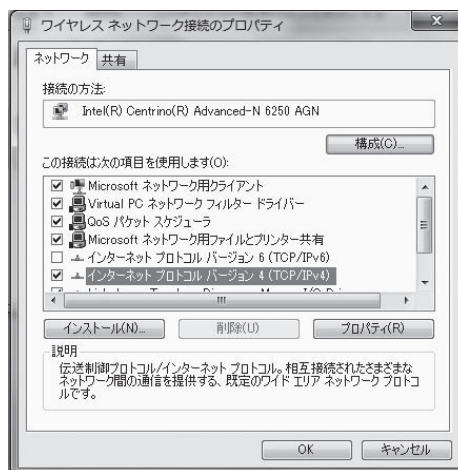 ワイヤレス ネットワーク接続のプロパティ
ネットワーク 共有
接続の方法:
Intel(R) Centrino(R) Advanced-N 6250 AGN
構成(C)...
この接続は次の項目を使用します(O):
Microsoft ネットワーク用クライアント
Virtual PC ネットワーク フィルター ドライバー
QoS パケット スケジューラ
Microsoft ネットワーク用ファイルとプリンター共有
インターネット プロトコル バージョン 6 (TCP/IPv6)
インターネット プロトコル バージョン 4 (TCP/IPv4)
インストール(N)... 削除(U) プロパティ(R)
説明
伝送制御プロトコル/インターネット プロトコル。相互接続されたさまざまな
ネットワーク間の通信を提供する、既定のワイド エリア ネットワーク プロトコ
ルです。
OK キャンセル